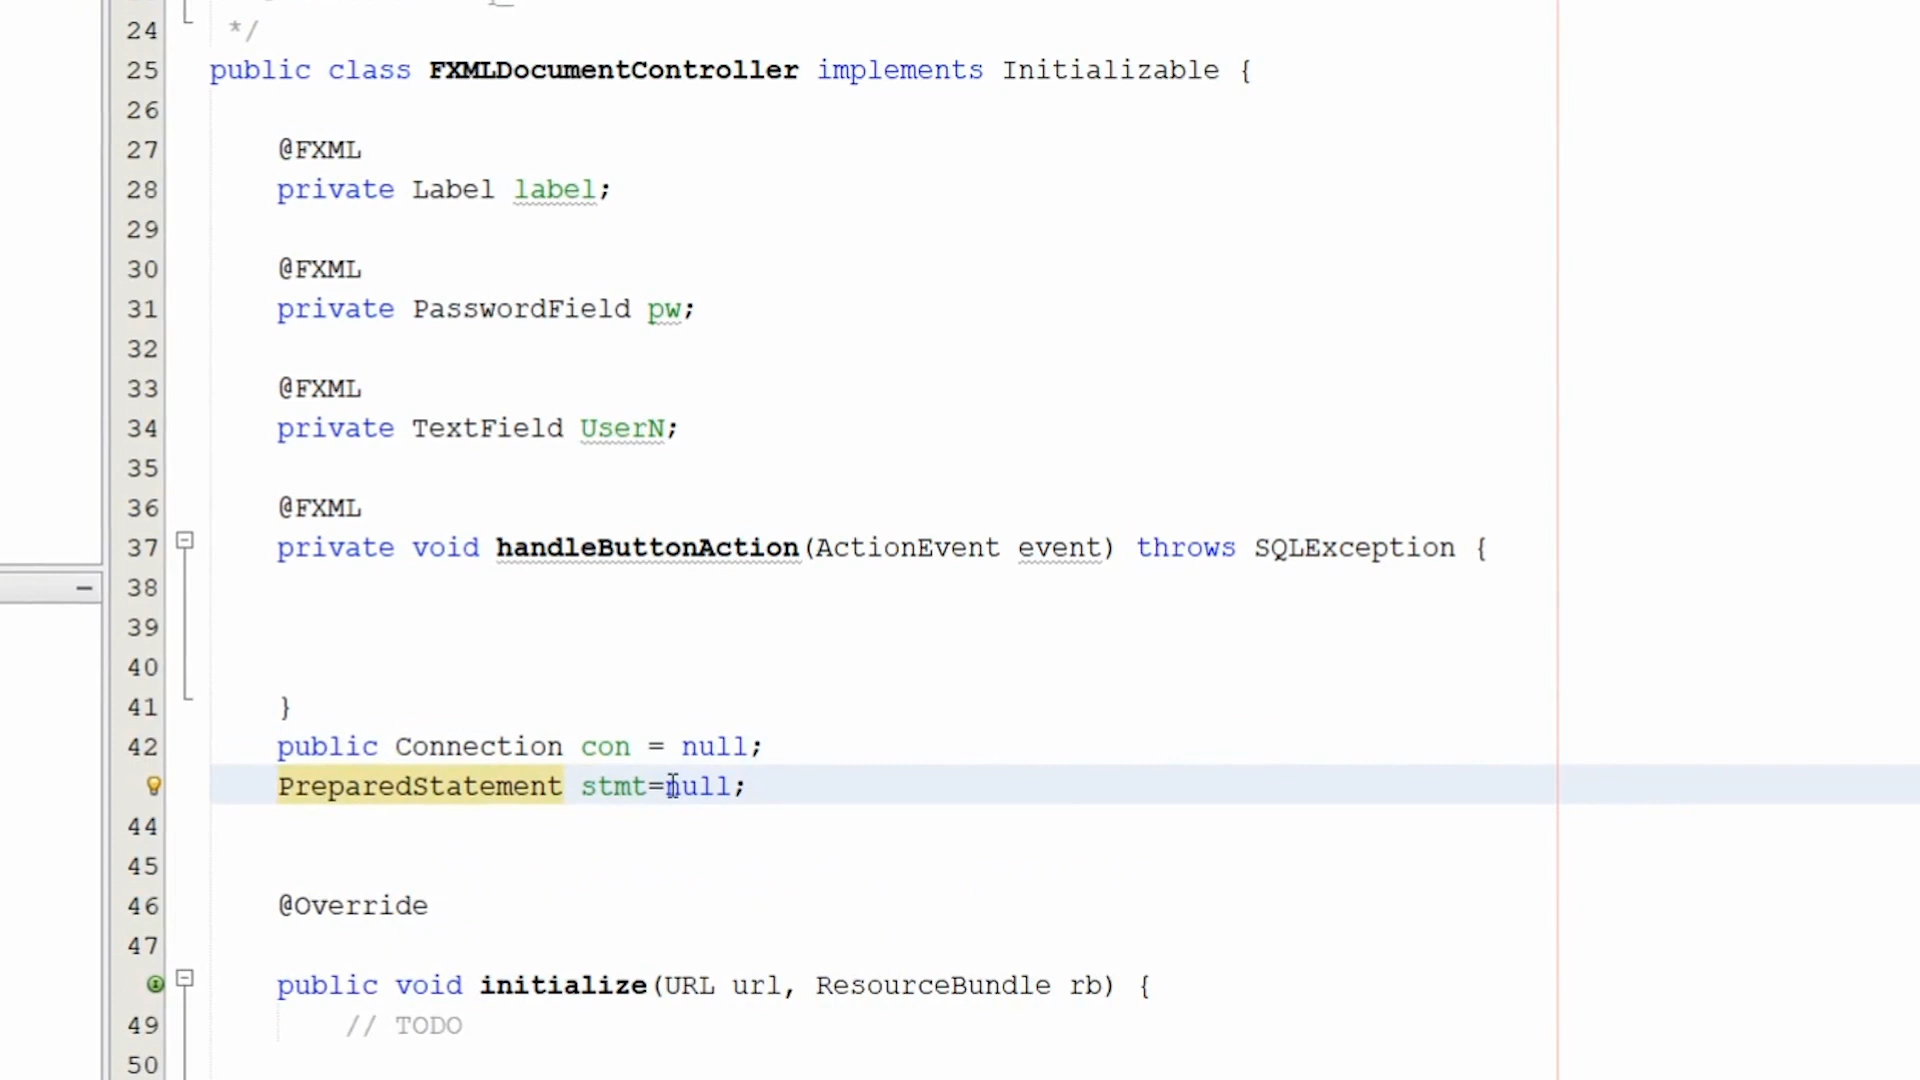 24 */
25 public class FXMLDocumentController implements Initializable {
26
27 @FXML
28 private Label label;
29
30 @FXML
31 private PasswordField pw;
32
33 @FXML
34 private TextField UserN;
35
36 @FXML
37 private void handleButtonAction(ActionEvent event) throws SQLException {
38
39
40
41 }
42 public Connection con = null;
PreparedStatement stmt=null;
44
45
46 @Override
47
public void initialize(URL url, ResourceBundle rb) {
49 // TODO
50